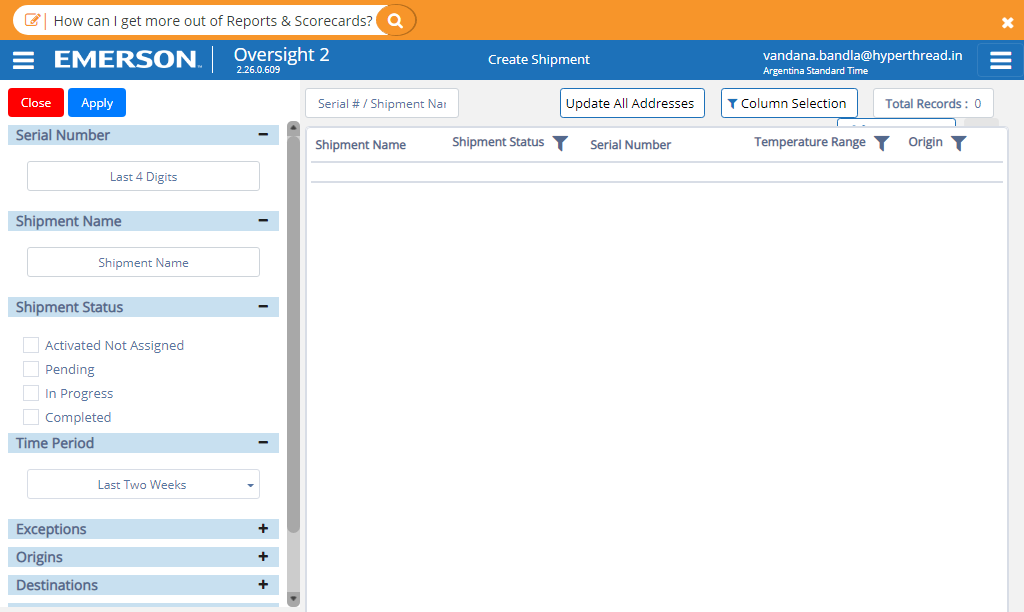 How can I get more out of Reports & Scorecards?
EMERSON
Oversight 2
2.26.0.609
Create Shipment
vandana.bandla@hyperthread.in
Argentina Standard Time
Close
Apply
Serial # / Shipment Nar
Update All Addresses
Column Selection
Total Records : 0
Serial Number
Last 4 Digits
Shipment Name
Shipment Name
Shipment Status
Activated Not Assigned
Pending
In Progress
Completed
Time Period
Last Two Weeks
Exceptions
Origins
Destinations
Shipment Name
Shipment Status
Serial Number
Temperature Range
Origin